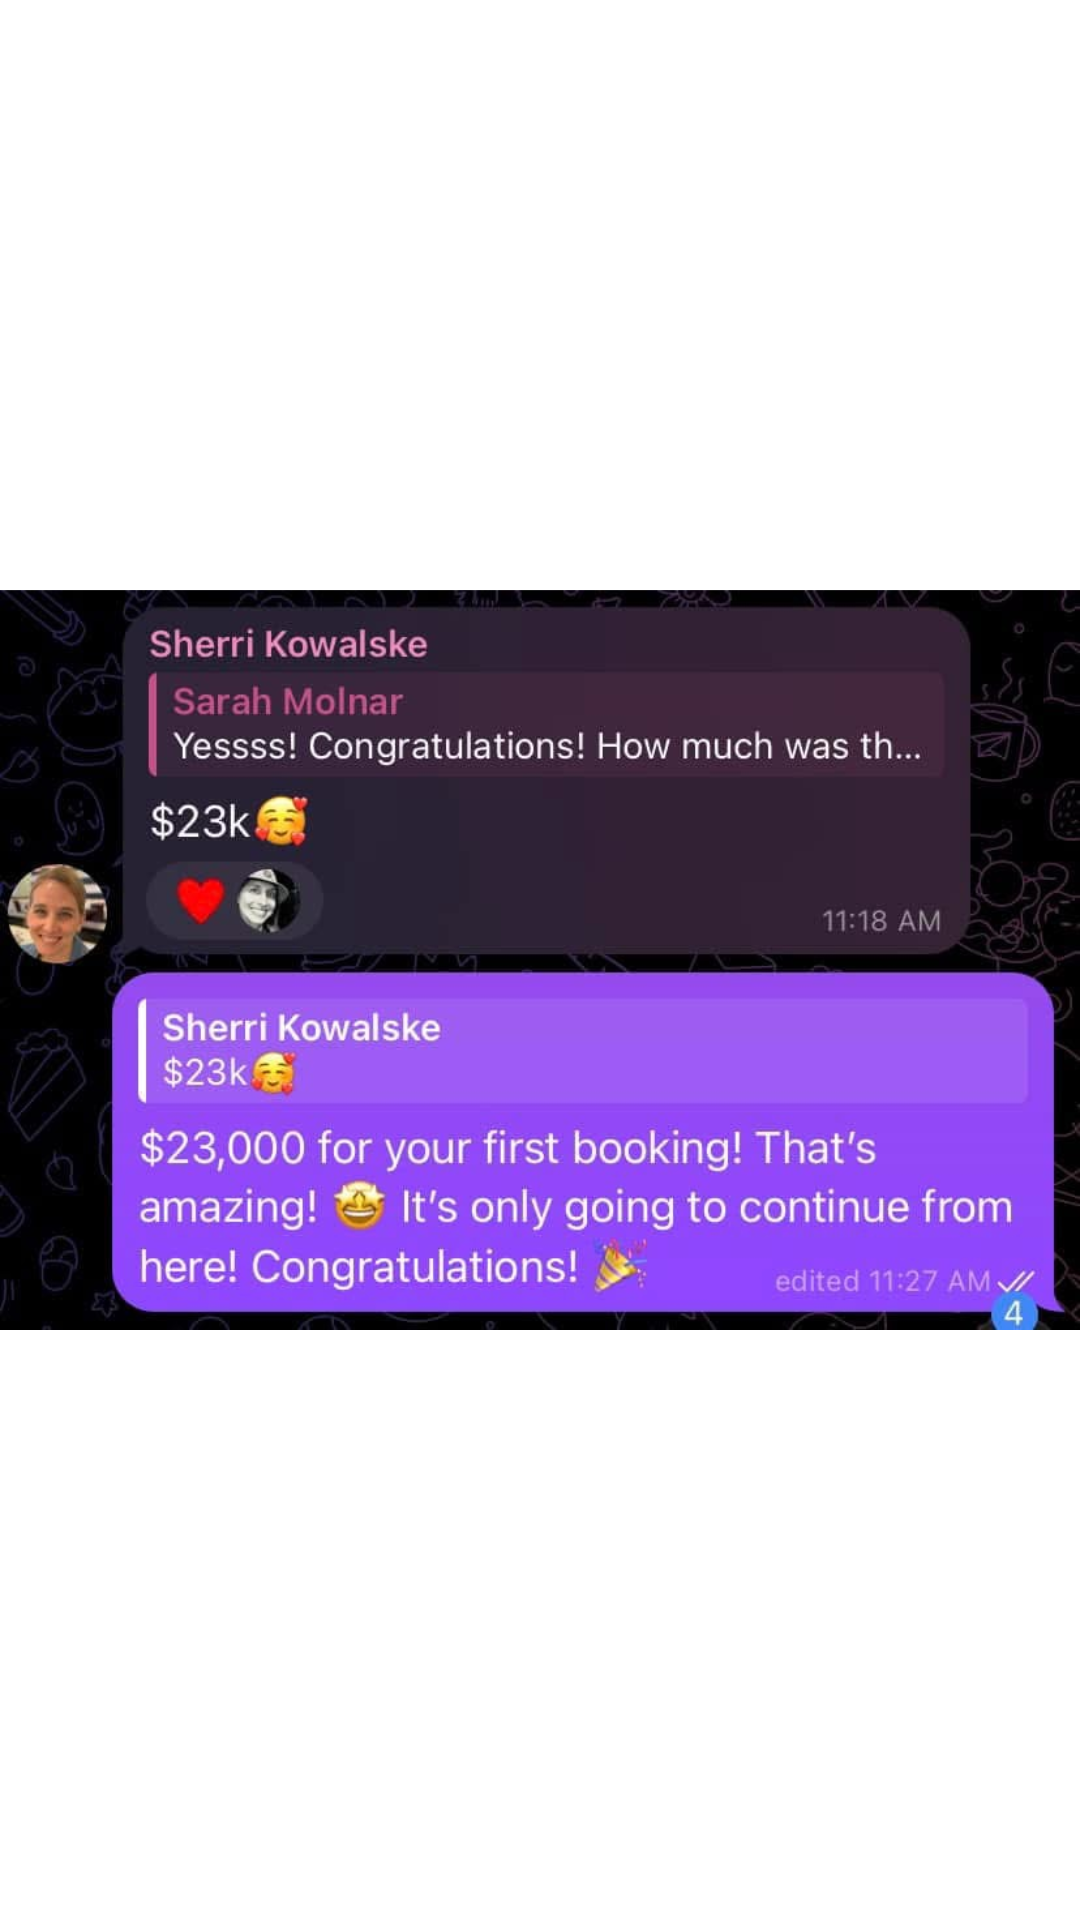 Sherri Kowalske
Sarah Molnar
Yessss! Congratulations! How much was th...
$23k🥰
11:18 AM
Sherri Kowalske
$23k🥰
$23,000 for your first booking! That’s
amazing! 🤩 It’s only going to continue from
here! Congratulations! 🎉
edited 11:27 AM
4